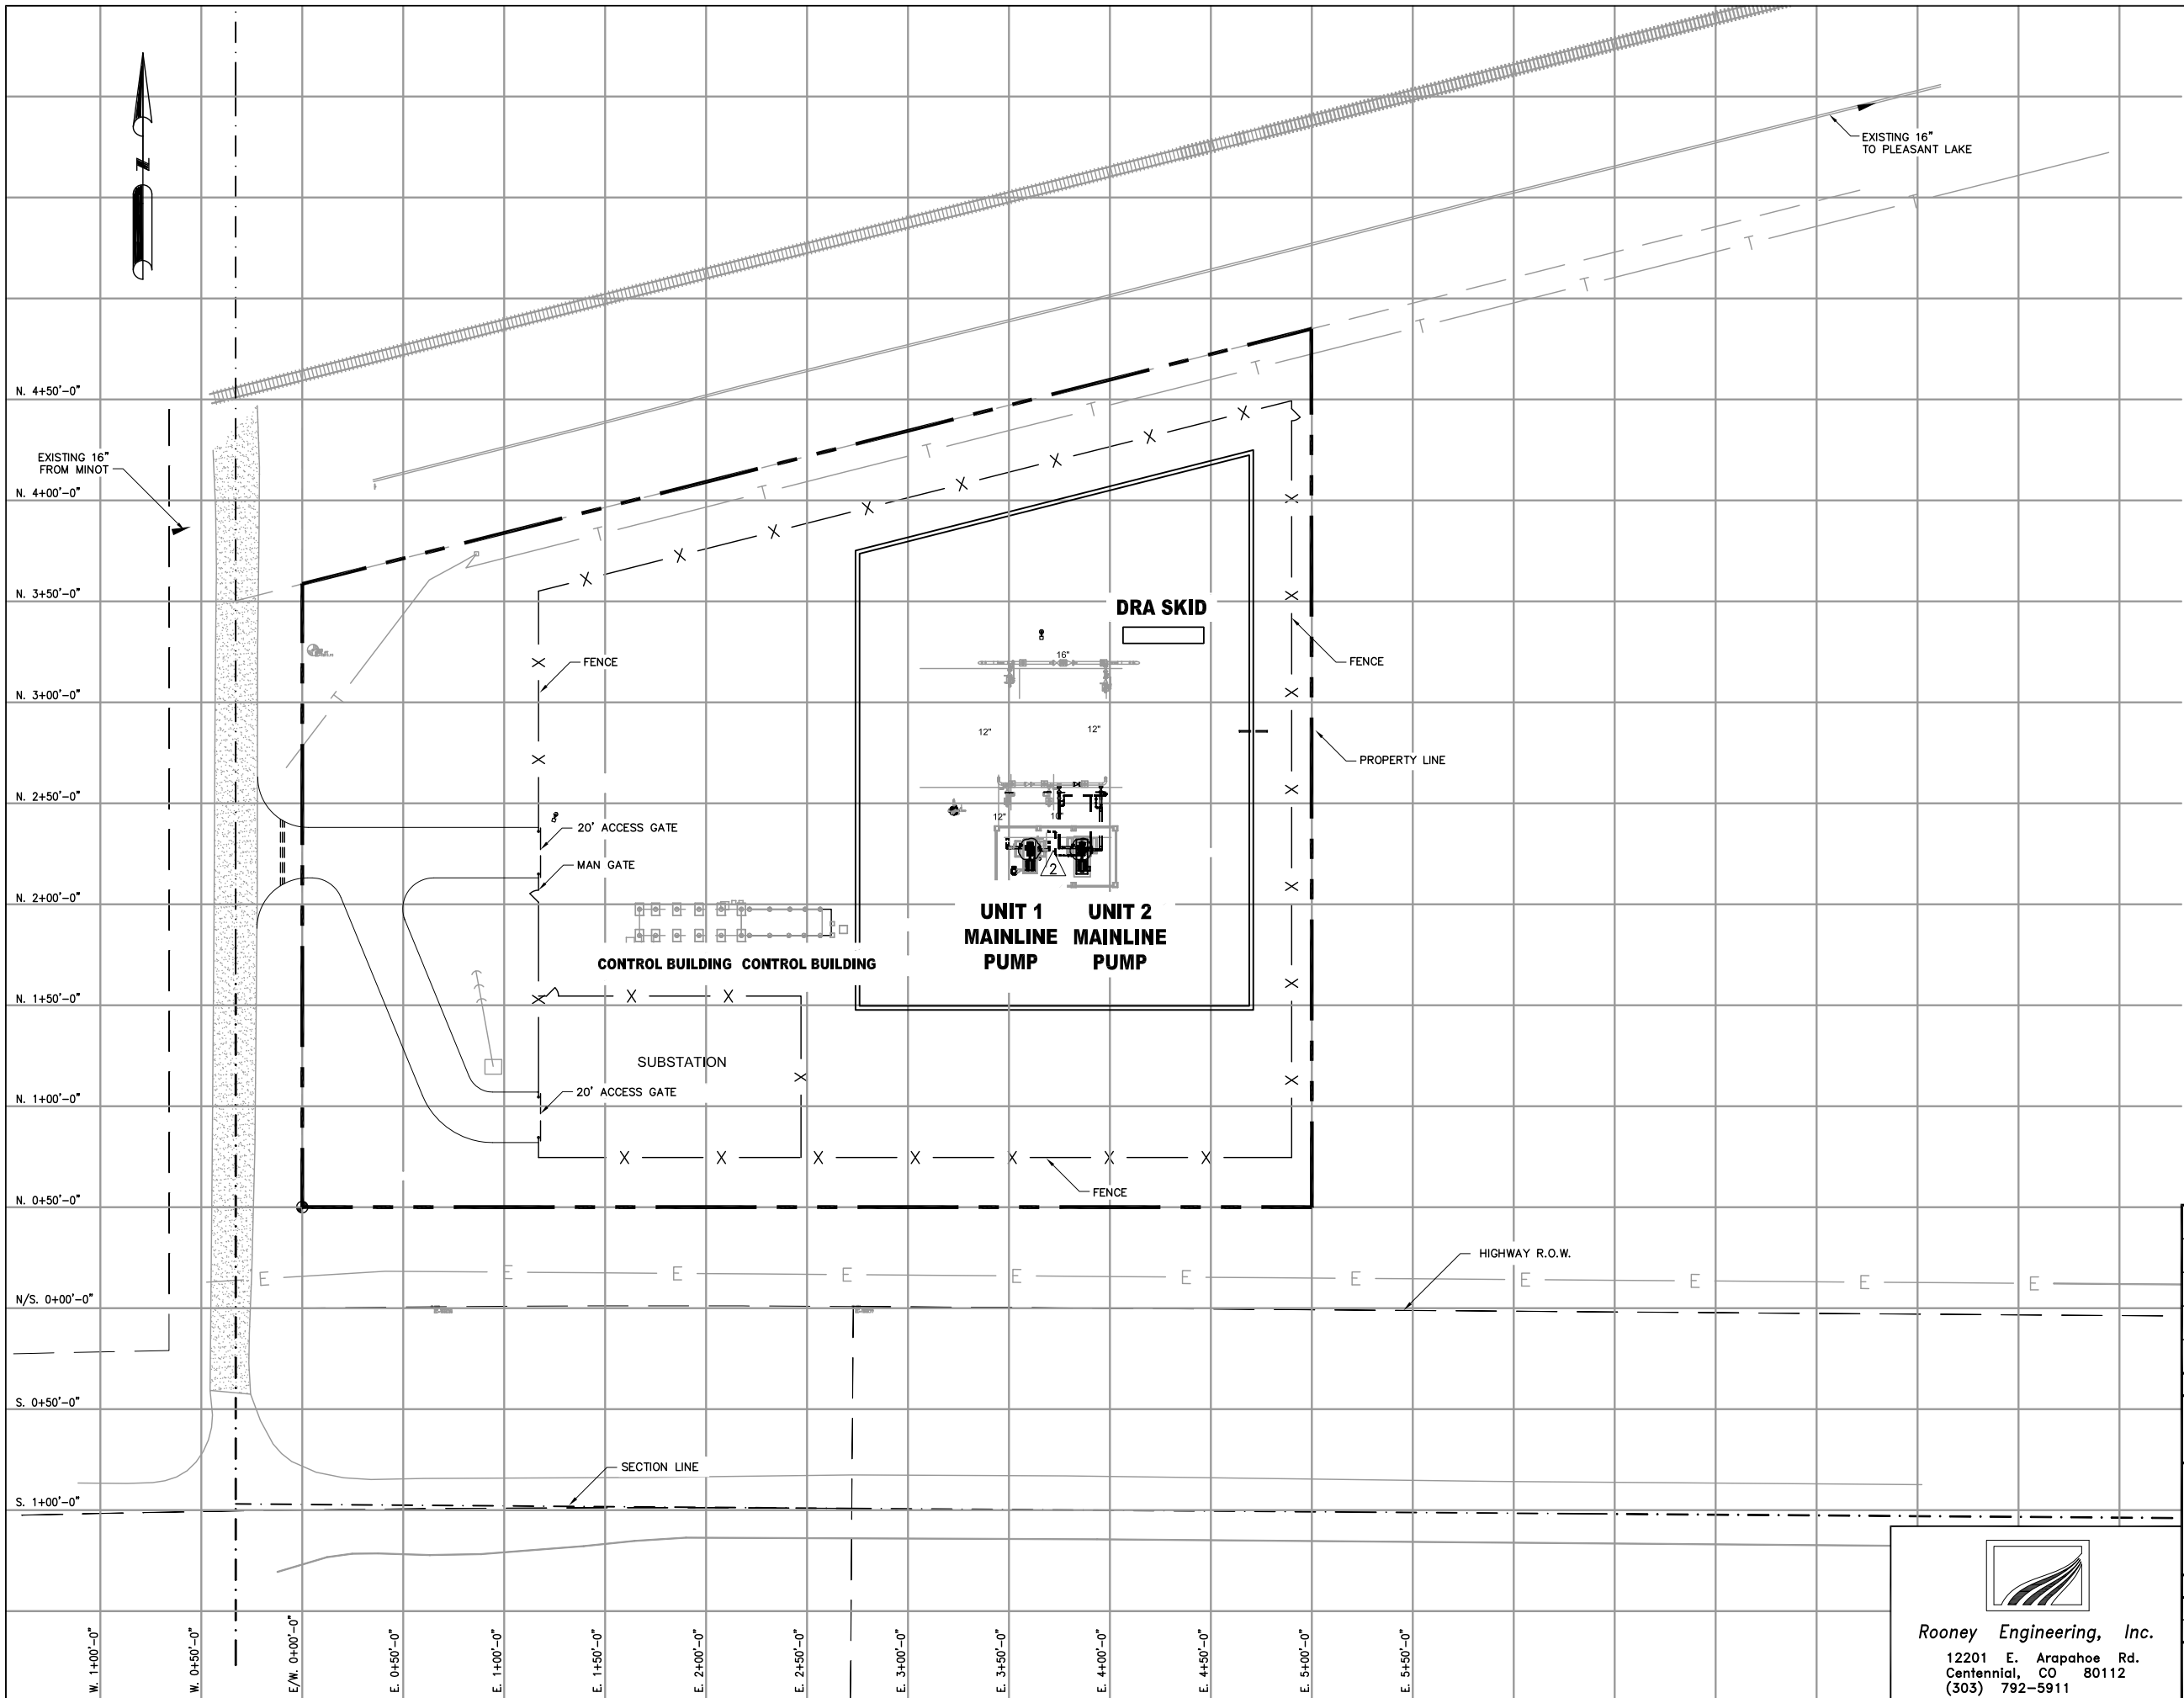 EXISTING 16"
TO PLEASANT LAKE
N
N. 4+50'-0"
EXISTING 16"
FROM MINOT
N. 4+00'-0"
N. 3+50'-0"
DRA SKID
16"
FENCE
FENCE
N. 3+00'-0"
12"
12"
PROPERTY LINE
N. 2+50'-0"
20' ACCESS GATE
12"
MAN GATE
2
N. 2+00'-0"
UNIT 1
MAINLINE
PUMP
UNIT 2
MAINLINE
PUMP
CONTROL BUILDING
CONTROL BUILDING
N. 1+50'-0"
SUBSTATION
20' ACCESS GATE
N. 1+00'-0"
FENCE
N. 0+50'-0"
HIGHWAY R.O.W.
N/S. 0+00'-0"
S. 0+50'-0"
SECTION LINE
S. 1+00'-0"
W. 1+00'-0"
W. 0+50'-0"
E/W. 0+00'-0"
E. 0+50'-0"
E. 1+00'-0"
E. 1+50'-0"
E. 2+00'-0"
E. 2+50'-0"
E. 3+00'-0"
E. 3+50'-0"
E. 4+00'-0"
E. 4+50'-0"
E. 5+00'-0"
E. 5+50'-0"
Rooney Engineering, Inc.
12201 E. Arapahoe Rd.
Centennial, CO 80112
(303) 792-5911